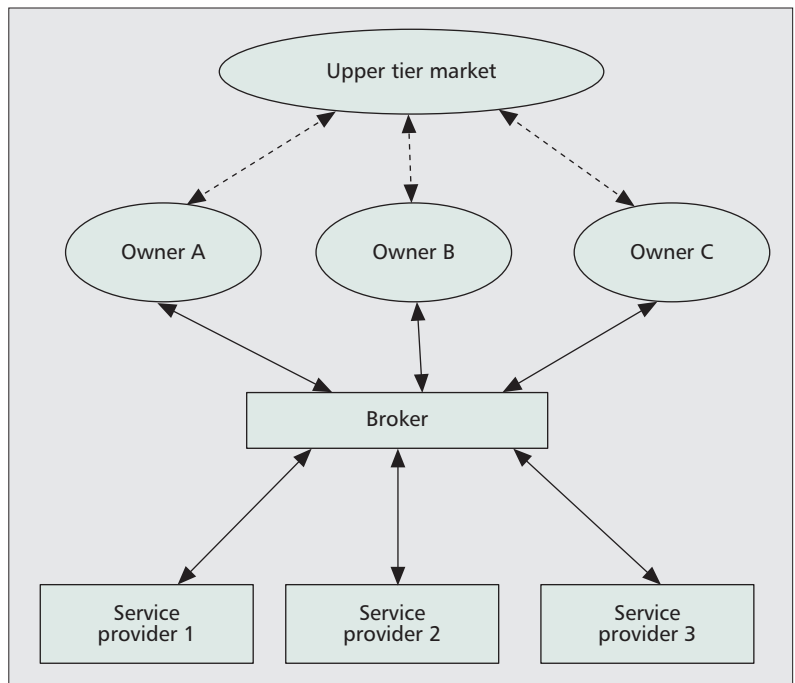 Upper tier market
Owner A
Owner B
Owner C
Broker
Service
provider 1
Service
provider 2
Service
provider 3